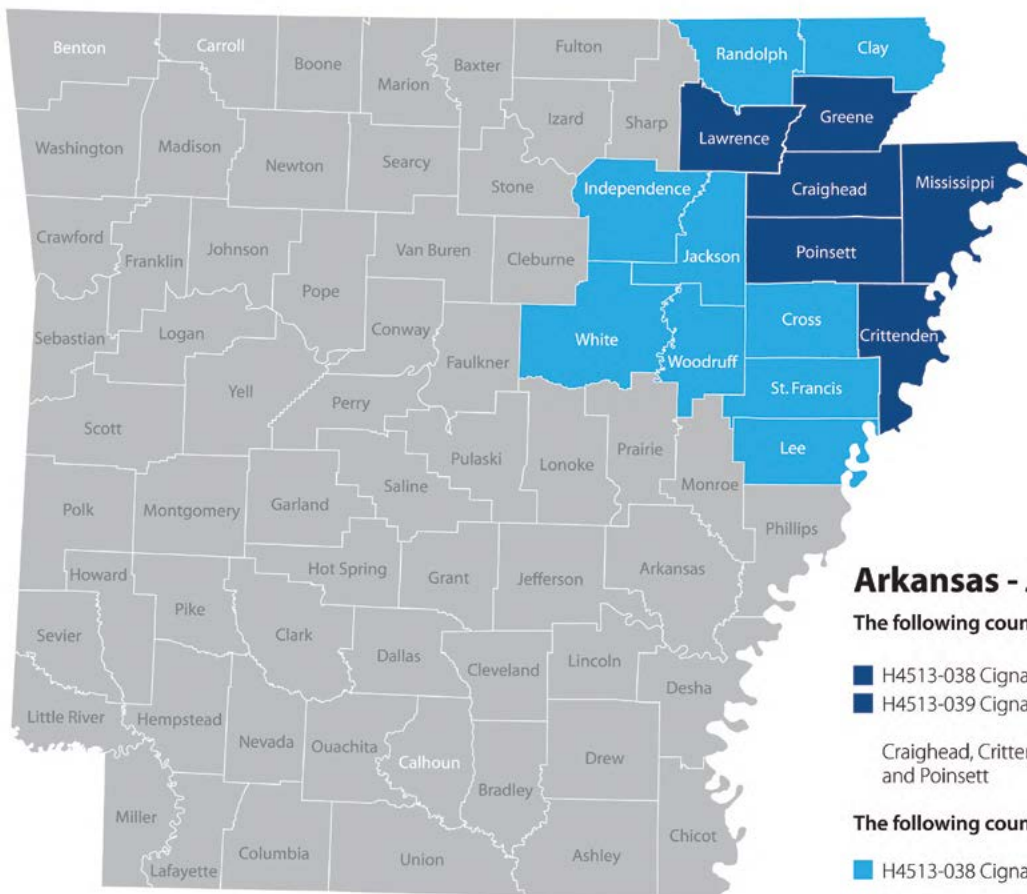 Benton
Carroll
Boone
Marion
Baxter
Fulton
Randolph
Clay
Izard
Sharp
Lawrence
Greene
Washington
Madison
Newton
Searcy
Stone
Independence
Craighead
Mississippi
Crawford
Franklin
Johnson
Van Buren
Cleburne
Jackson
Poinsett
Pope
Sebastian
Logan
Conway
Faulkner
White
Woodruff
Cross
Crittenden
Yell
Perry
St. Francis
Scott
Pulaski
Lonoke
Prairie
Lee
Saline
Monroe
Polk
Montgomery
Garland
Phillips
Howard
Hot Spring
Grant
Jefferson
Arkansas
Pike
Sevier
Clark
Dallas
Cleveland
Lincoln
Desha
Little River
Hempstead
Nevada
Ouachita
Calhoun
Drew
Bradley
Miller
Lafayette
Columbia
Union
Ashley
Chicot
Arkansas -
The following coun
H4513-038 Cigna
H4513-039 Cigna
Craighead, Critten
and Poinsett
The following coun
H4513-038 Cigna